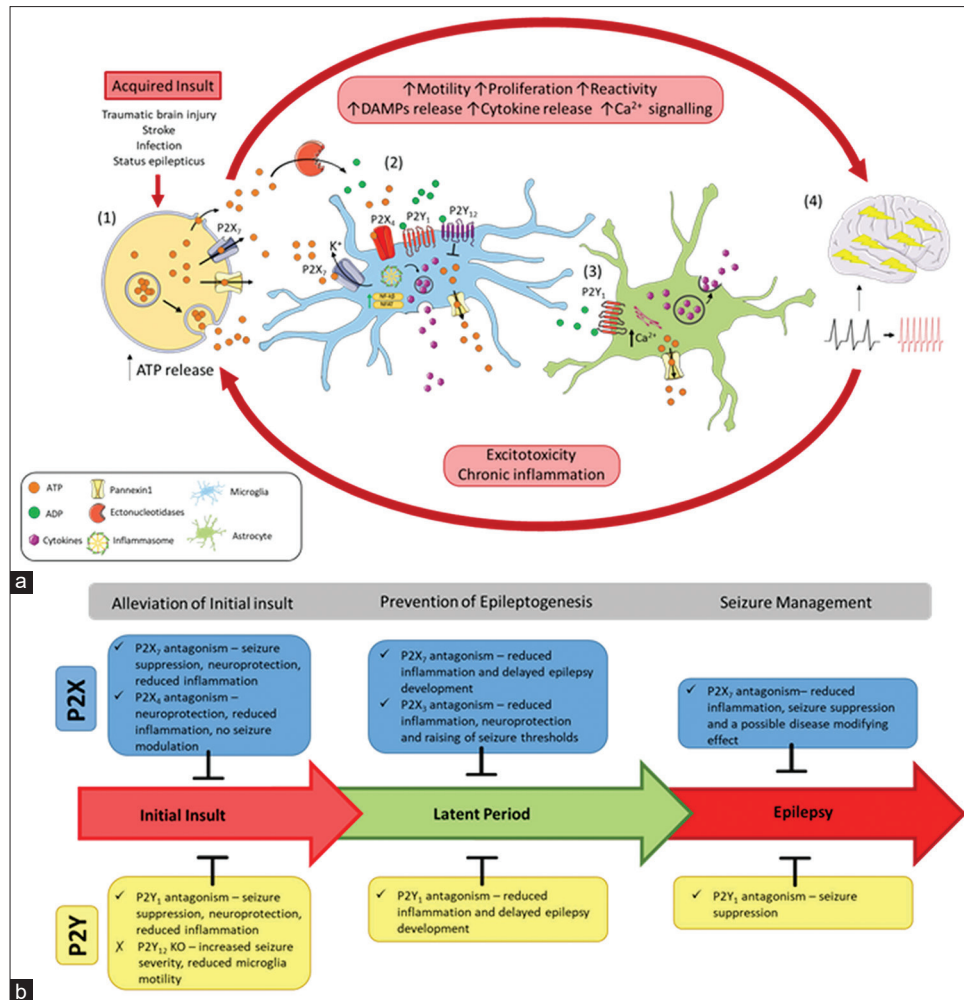 Acquired Insult
Traumatic brain injury
Stroke
Infection
Status epilepticus
↑Motility ↑Proliferation ↑Reactivity
↑DAMPs release ↑Cytokine release ↑Ca²⁺ signalling
(1)
P2X₇
↑ ATP release
(2)
P2X₄
P2Y₁
P2Y₁₂
K⁺
P2X₇
NFAT
(3)
P2Y₁
↑Ca²⁺
(4)
Excitotoxicity
Chronic inflammation
ATP
Pannexin1
Microglia
ADP
Ectonucleotidases
Cytokines
Inflammasome
Astrocyte
a
Alleviation of Initial insult
Prevention of Epileptogenesis
Seizure Management
P2X
✓ P2X₇ antagonism – seizure
suppression, neuroprotection,
reduced inflammation
✓ P2X₄ antagonism –
neuroprotection, reduced
inflammation, no seizure
modulation
✓ P2X₇ antagonism – reduced
inflammation and delayed epilepsy
development
✓ P2X₃ antagonism – reduced
inflammation, neuroprotection
and raising of seizure thresholds
✓ P2X₇ antagonism– reduced
inflammation, seizure suppression
and a possible disease modifying
effect
Initial Insult
Latent Period
Epilepsy
P2Y
✓ P2Y₁ antagonism – seizure
suppression, neuroprotection,
reduced inflammation
✗ P2Y₁₂ KO – increased seizure
severity, reduced microglia
motility
✓ P2Y₁ antagonism – reduced
inflammation and delayed epilepsy
development
✓ P2Y₁ antagonism – seizure
suppression
b